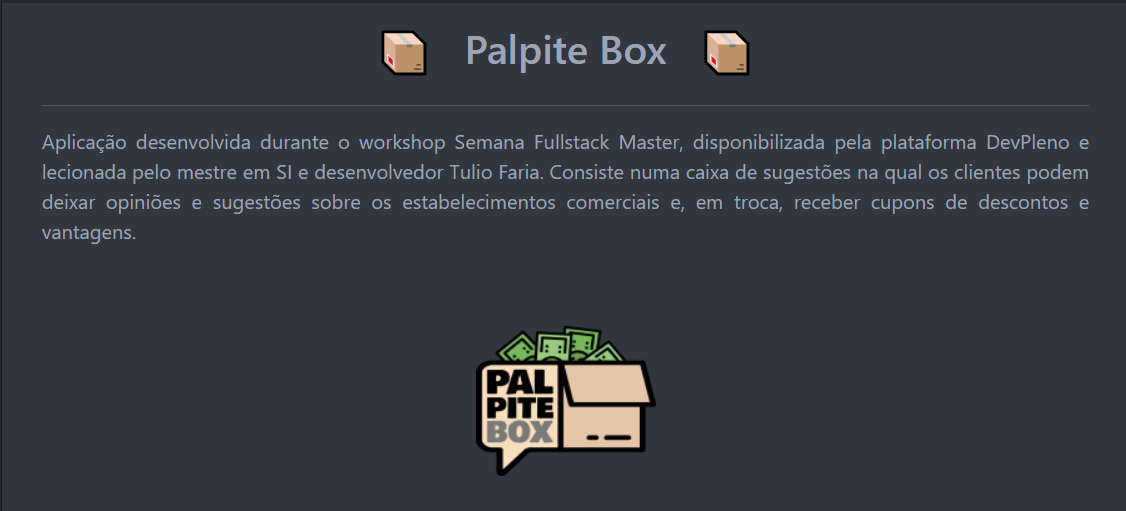 Palpite Box
Aplicação desenvolvida durante o workshop Semana Fullstack Master, disponibilizada pela plataforma DevPleno e
lecionada pelo mestre em SI e desenvolvedor Tulio Faria. Consiste numa caixa de sugestões na qual os clientes podem
deixar opiniões e sugestões sobre os estabelecimentos comerciais e, em troca, receber cupons de descontos e
vantagens.
PAL
PITE
BOX